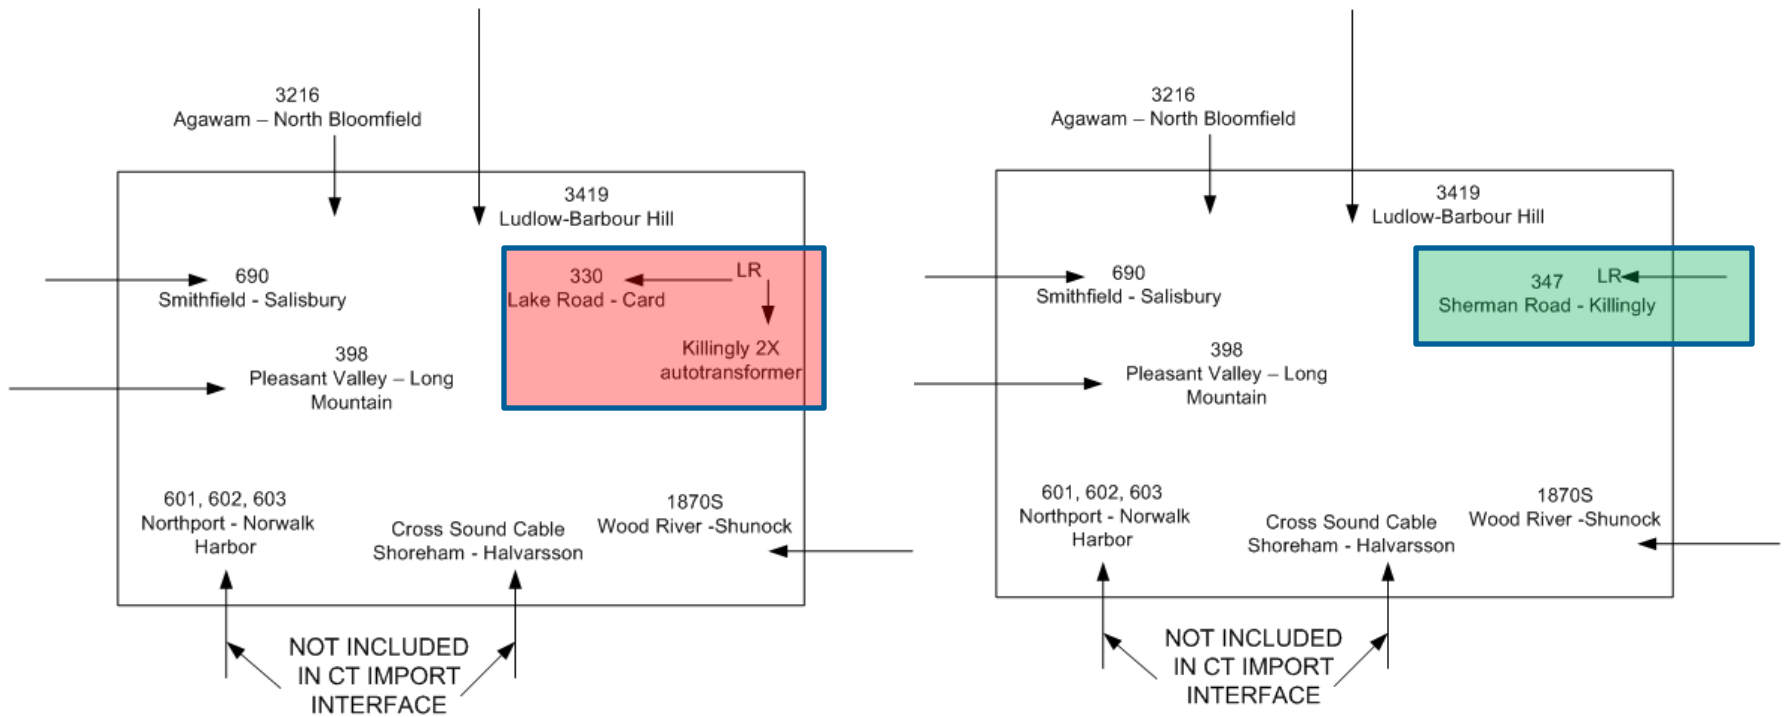 3216
Agawam – North Bloomfield
3419
Ludlow-Barbour Hill
690
Smithfield - Salisbury
330
Lake Road - Card
LR
Killingly 2X
autotransformer
398
Pleasant Valley – Long
Mountain
601, 602, 603
Northport - Norwalk
Harbor
Cross Sound Cable
Shoreham - Halvarsson
1870S
Wood River -Shunock
NOT INCLUDED
IN CT IMPORT
INTERFACE
3216
Agawam – North Bloomfield
3419
Ludlow-Barbour Hill
690
Smithfield - Salisbury
347
LR
Sherman Road - Killingly
398
Pleasant Valley – Long
Mountain
601, 602, 603
Northport - Norwalk
Harbor
Cross Sound Cable
Shoreham - Halvarsson
1870S
Wood River -Shunock
NOT INCLUDED
IN CT IMPORT
INTERFACE